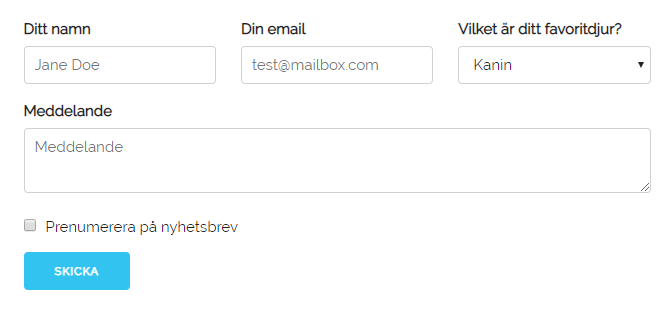 Ditt namn Din email Vilket är ditt favoritdjur?
Jane Doe test@mailbox.com Kanin
Meddelande
Meddelande
Prenumerera på nyhetsbrev
SKICKA